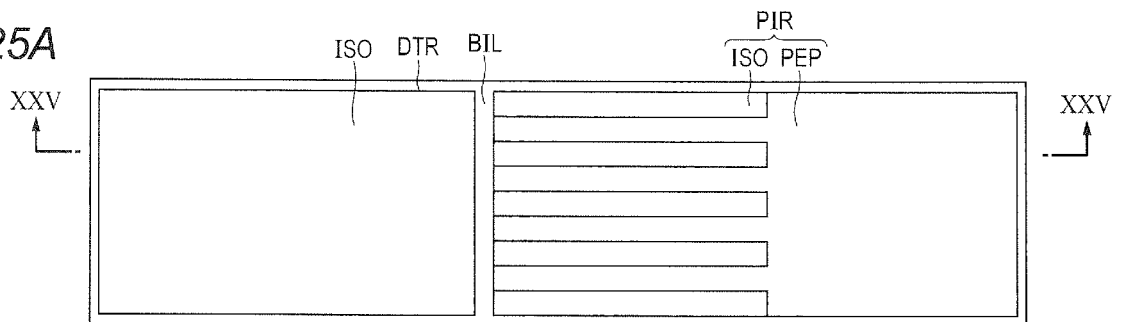 25A
PIR
ISO DTR BIL ISO PEP
XXV XXV